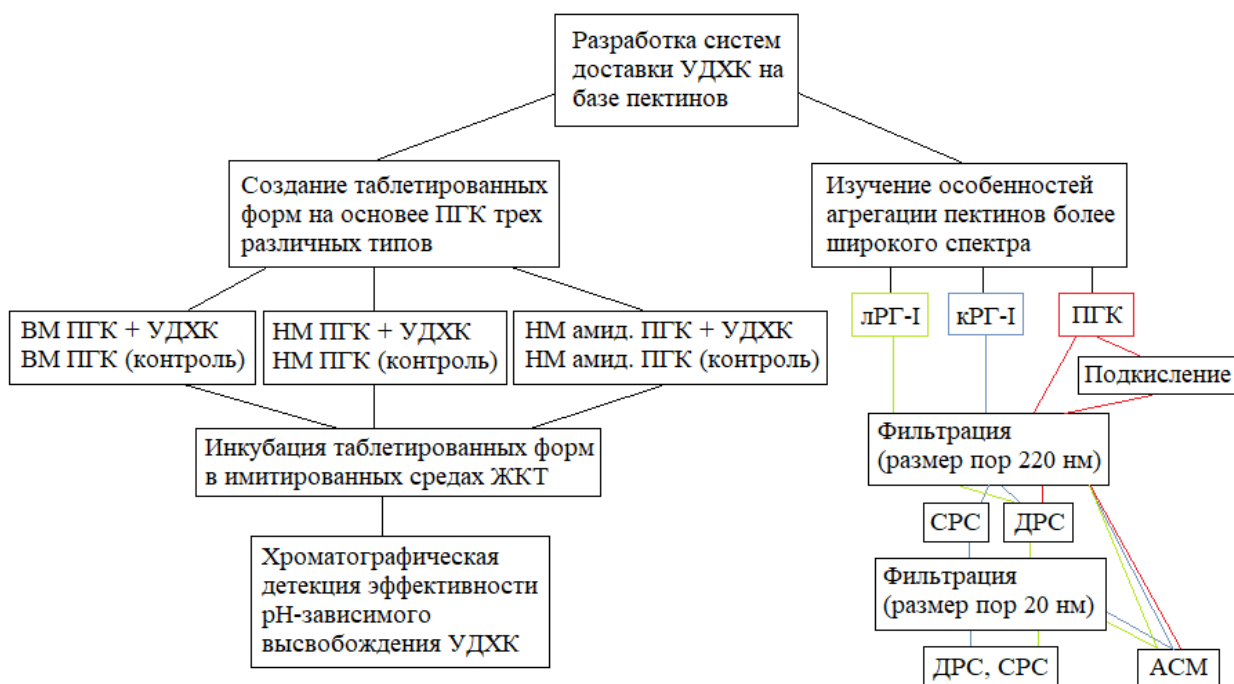 Разработка систем
доставки УДХК на
базе пектинов
Создание таблетированных
форм на основее ПГК трех
различных типов
Изучение особенностей
агрегации пектинов более
широкого спектра
ВМ ПГК + УДХК
ВМ ПГК (контроль)
НМ ПГК + УДХК
НМ ПГК (контроль)
НМ амид. ПГК + УДХК
НМ амид. ПГК (контроль)
лРГ-I
кРГ-I
ПГК
Подкисление
Инкубация таблетированных форм
в имитированных средах ЖКТ
Фильтрация
(размер пор 220 нм)
СРС
ДРС
Хроматографическая
детекция эффективности
pH-зависимого
высвобождения УДХК
Фильтрация
(размер пор 20 нм)
ДРС, СРС
АСМ